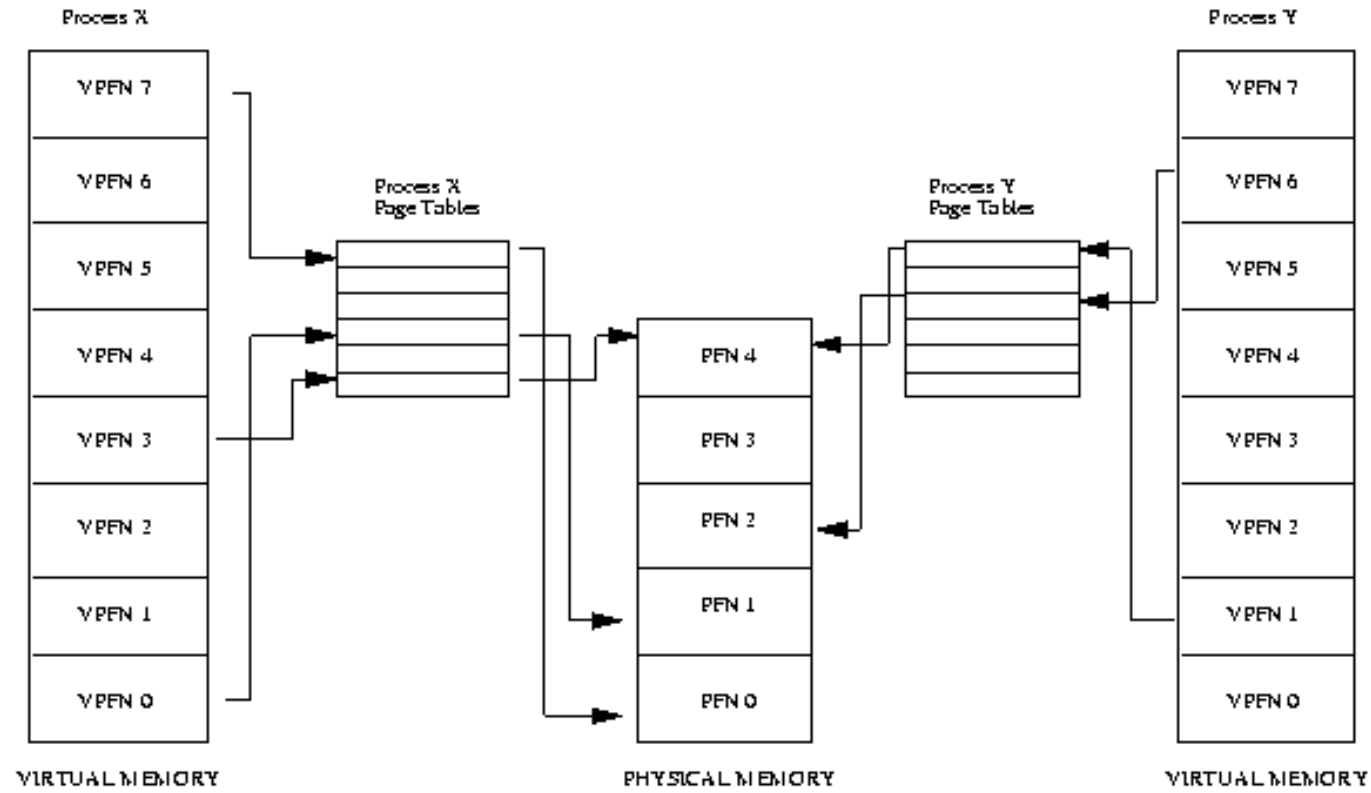 Process X
Process Y
VPFN 7
VPFN 6
VPFN 5
VPFN 4
VPFN 3
VPFN 2
VPFN 1
VPFN 0
VIRTUAL MEMORY
Process X
Page Tables
PFN 4
PFN 3
PFN 2
PFN 1
PFN 0
PHYSICAL MEMORY
Process Y
Page Tables
VPFN 7
VPFN 6
VPFN 5
VPFN 4
VPFN 3
VPFN 2
VPFN 1
VPFN 0
VIRTUAL MEMORY